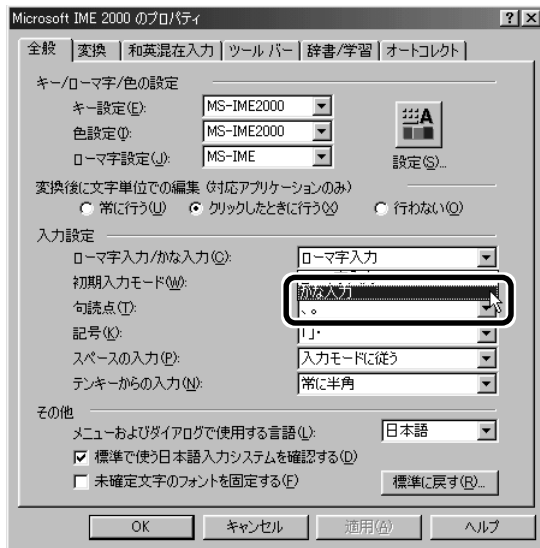 Microsoft IME 2000 のプロパティ
全般 変換 和英混在入力 ツール バー 辞書/学習 オートコレクト
キー/ローマ字/色の設定
キー設定(E): MS-IME2000
色設定(I): MS-IME2000
ローマ字設定(J): MS-IME
設定(S)...
変換後に文字単位での編集 (対応アプリケーションのみ)
常に行う(U) クリックしたときに行う(X) 行わない(O)
入力設定
ローマ字入力/かな入力(C): ローマ字入力
初期入力モード(W):
かな入力
句読点(T): 、。
記号(K): 「」・
スペースの入力(P): 入力モードに従う
テンキーからの入力(N): 常に半角
その他
メニューおよびダイアログで使用する言語(L): 日本語
標準で使う日本語入力システムを確認する(D)
未確定文字のフォントを固定する(F) 標準に戻す(R)...
OK キャンセル 適用(A) ヘルプ